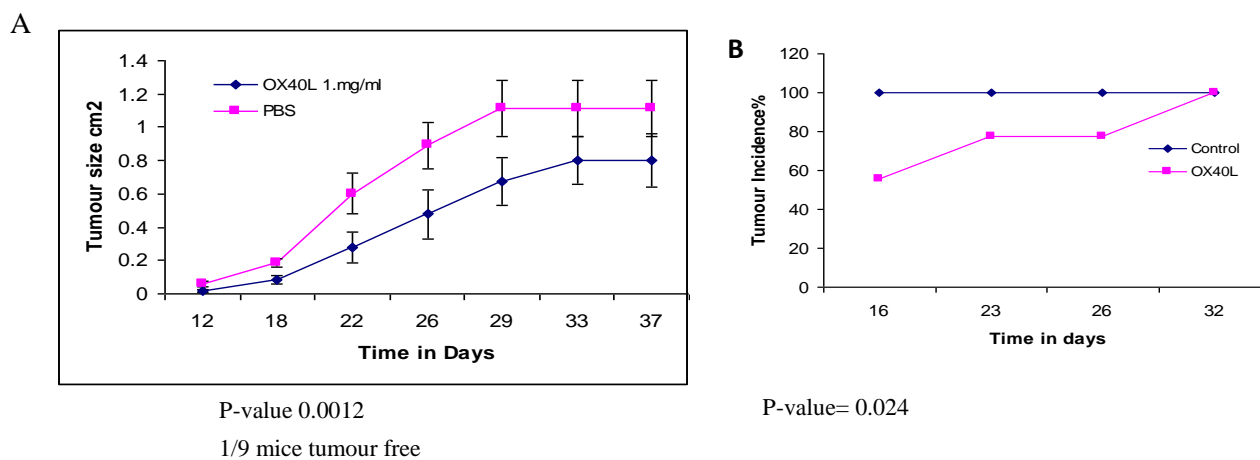 A
1.4
1.2
1
0.8
0.6
0.4
0.2
0
Tumour size cm2
OX40L 1.mg/ml
PBS
12 18 22 26 29 33 37
Time in Days
P-value 0.0012
1/9 mice tumour free
B
120
100
80
60
40
20
0
Tumour Incidence%
Control
OX40L
16 23 26 32
Time in days
P-value= 0.024